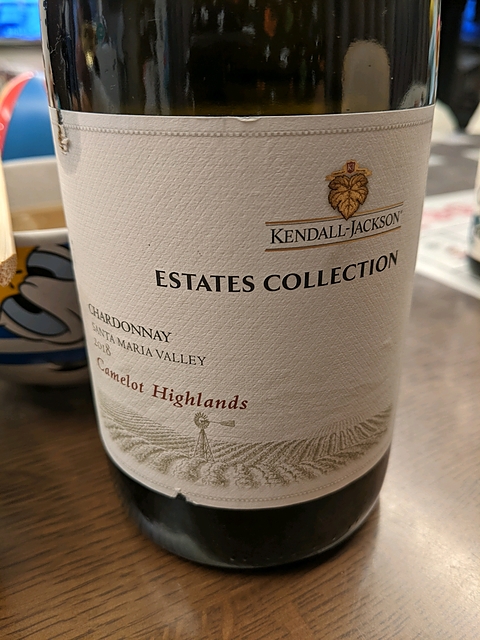 KENDALL-JACKSON
ESTATES COLLECTION
CHARDONNAY
SANTA MARIA VALLEY
2018
Camelot Highlands